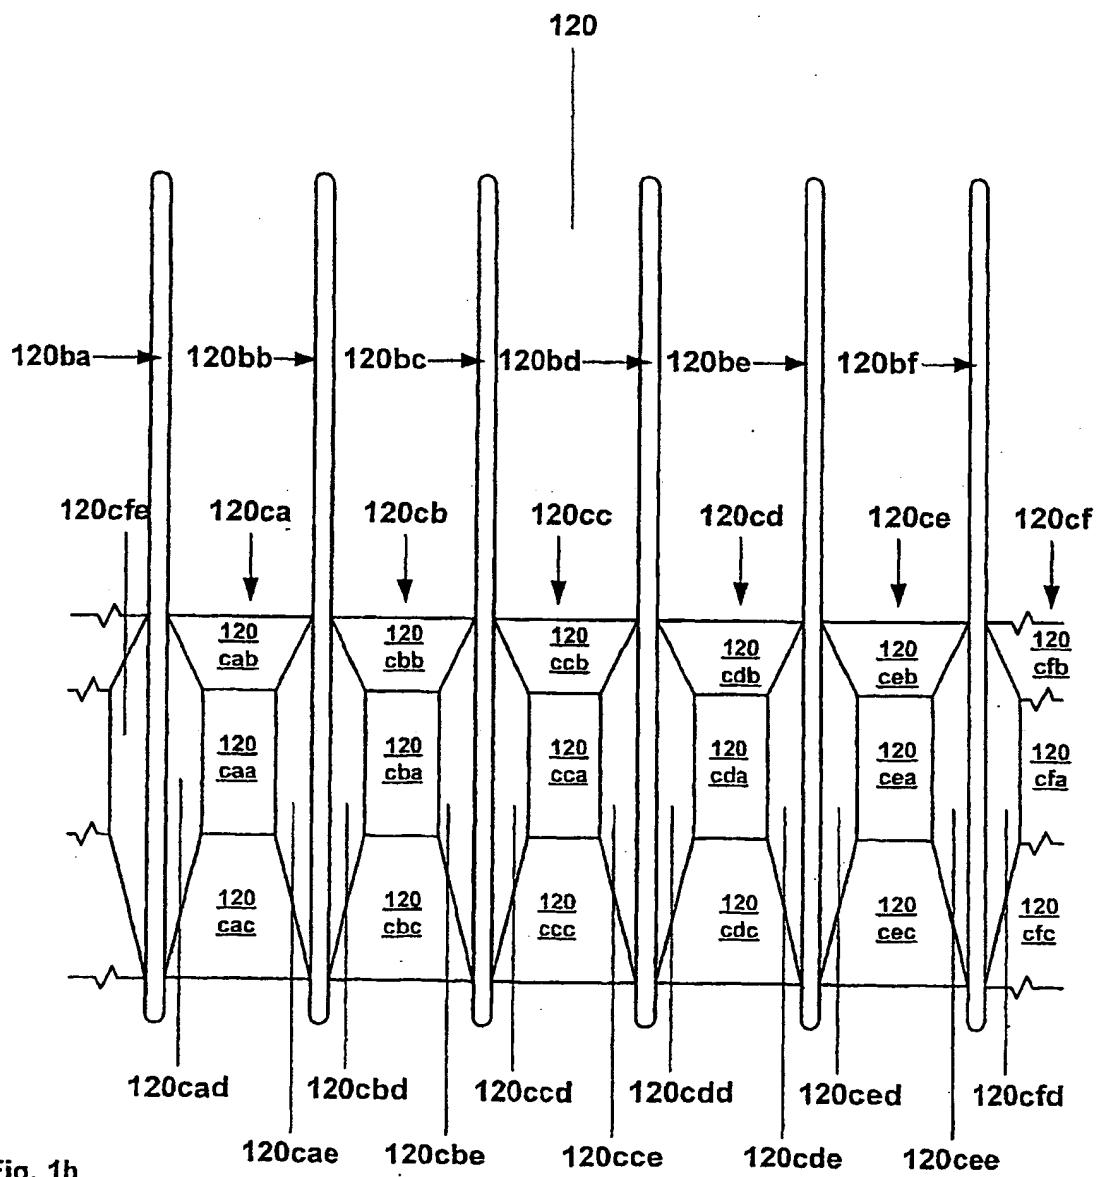 120
120ba 120bb 120bc 120bd 120be 120bf
120cfe 120ca 120cb 120cc 120cd 120ce 120cf
120 120 120 120 120 120
cab cbb ccb cdb ceb cfb
120 120 120 120 120 120
caa cba cca cda cea cfa
120 120 120 120 120 120
cac cbc ccc cdc cec cfc
120cad 120cbd 120ccd 120cdd 120ced 120cfd
120cae 120cbe 120cce 120cde 120cee
Fig. 1h